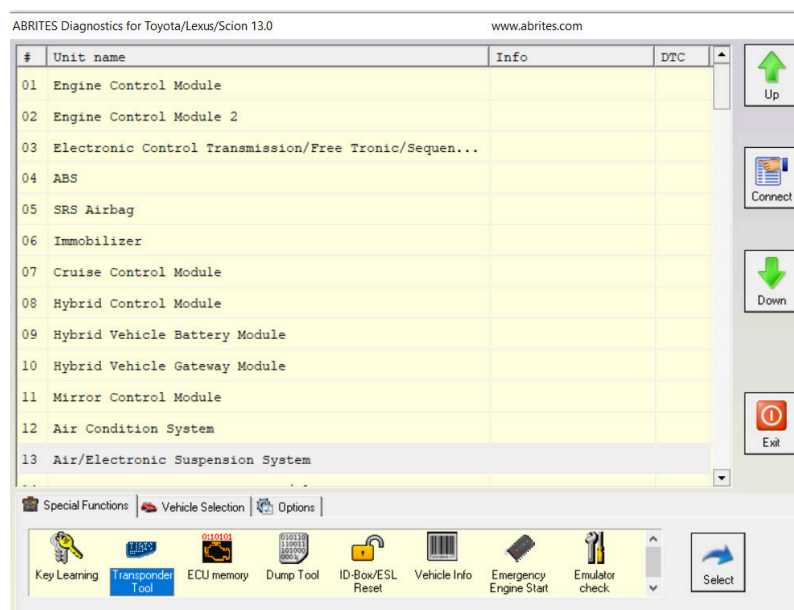 ABRITES Diagnostics for Toyota/Lexus/Scion 13.0 www.abrites.com
# Unit name Info DTC
01 Engine Control Module
02 Engine Control Module 2
03 Electronic Control Transmission/Free Tronic/Sequen...
04 ABS
05 SRS Airbag
06 Immobilizer
07 Cruise Control Module
08 Hybrid Control Module
09 Hybrid Vehicle Battery Module
10 Hybrid Vehicle Gateway Module
11 Mirror Control Module
12 Air Condition System
13 Air/Electronic Suspension System
Up
Connect
Down
Exit
Special Functions Vehicle Selection Options
Key Learning
Transponder
Tool
0110101
ECU memory
Dump Tool
ID-Box/ESL
Reset
Vehicle Info
Emergency
Engine Start
Emulator
check
Select